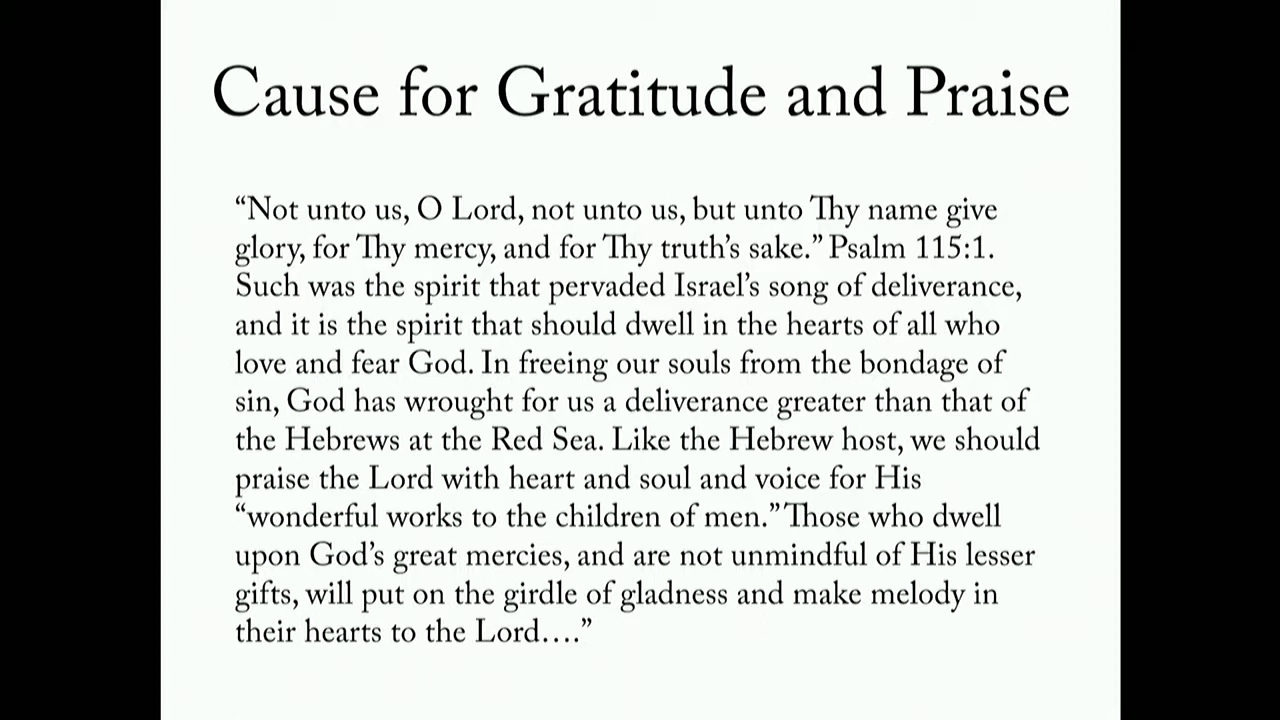 Cause for Gratitude and Praise
“Not unto us, O Lord, not unto us, but unto Thy name give
glory, for Thy mercy, and for Thy truth’s sake.” Psalm 115:1.
Such was the spirit that pervaded Israel’s song of deliverance,
and it is the spirit that should dwell in the hearts of all who
love and fear God. In freeing our souls from the bondage of
sin, God has wrought for us a deliverance greater than that of
the Hebrews at the Red Sea. Like the Hebrew host, we should
praise the Lord with heart and soul and voice for His
“wonderful works to the children of men.” Those who dwell
upon God’s great mercies, and are not unmindful of His lesser
gifts, will put on the girdle of gladness and make melody in
their hearts to the Lord….”